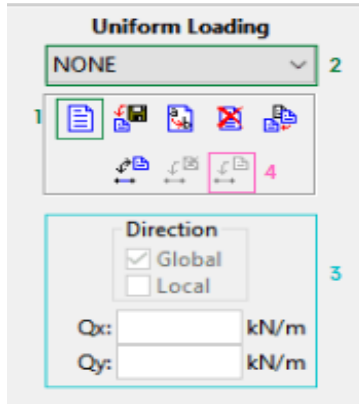 Uniform Loading
NONE 2
1
4
Direction
Global
Local
3
Qx: kN/m
Qy: kN/m